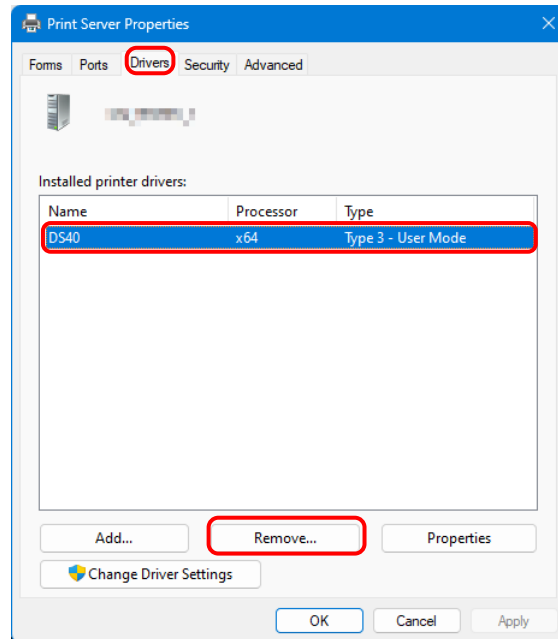 Print Server Properties
Forms Ports Drivers Security Advanced
Installed printer drivers:
Name Processor Type
DS40 x64 Type 3 - User Mode
Add... Remove... Properties
Change Driver Settings
OK Cancel Apply